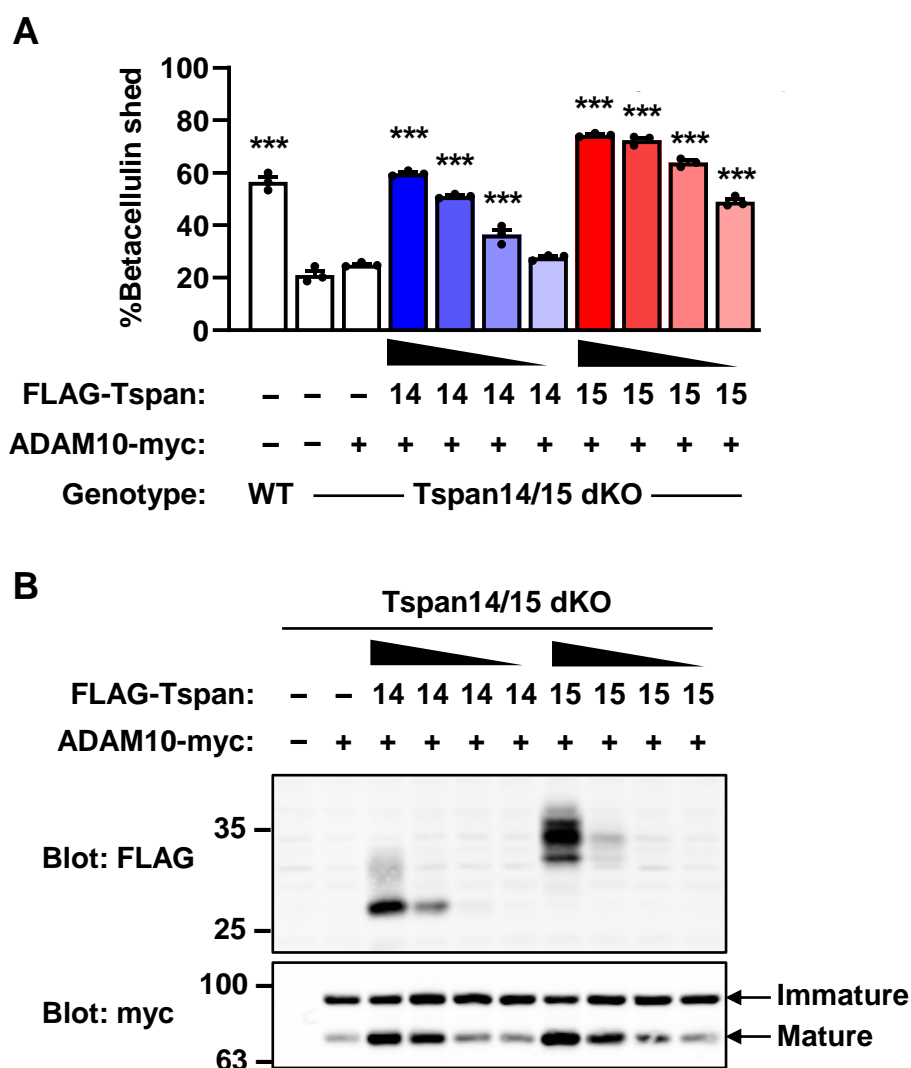 A
%Betacellulin shed
100
80
60
40
20
0
*** *** *** *** *** *** *** ***
FLAG-Tspan: – – – 14 14 14 14 15 15 15 15
ADAM10-myc: – – + + + + + + + + +
Genotype: WT Tspan14/15 dKO
B
Tspan14/15 dKO
FLAG-Tspan: – – 14 14 14 14 15 15 15 15
ADAM10-myc: – + + + + + + + + +
35
Blot: FLAG
25
100
Immature
Blot: myc
Mature
63